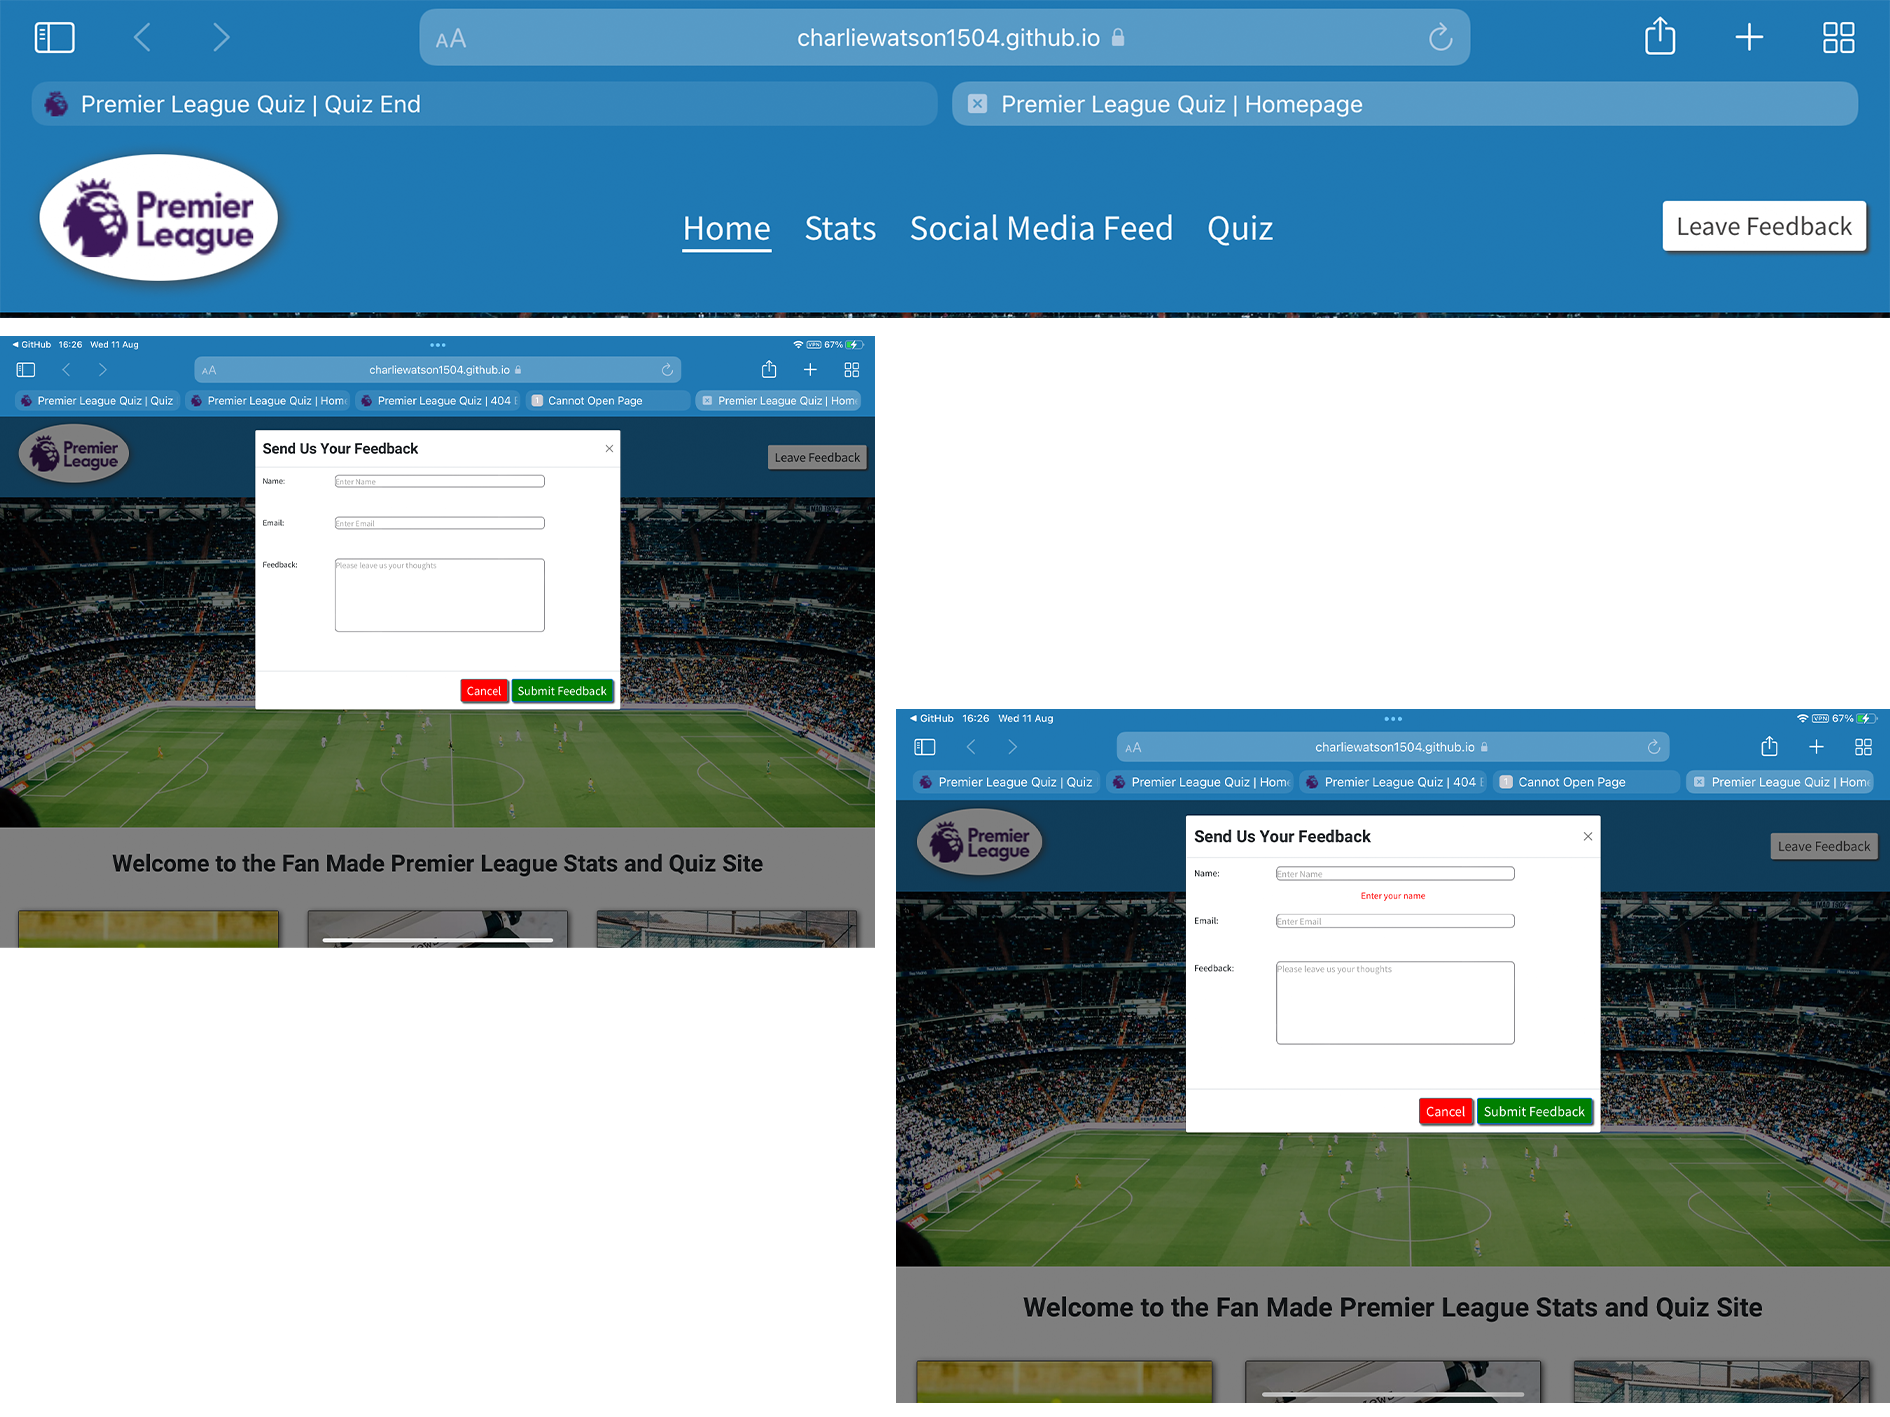 AA
charliewatson1504.github.io
Premier League Quiz | Quiz End
Premier League Quiz | Homepage
Premier League
Home
Stats
Social Media Feed
Quiz
Leave Feedback
GitHub 16:26 Wed 11 Aug
VPN 67%
AA
charliewatson1504.github.io
Premier League Quiz | Quiz
Premier League Quiz | Home
Premier League Quiz | 404 E
1 Cannot Open Page
Premier League Quiz | Home
Premier League
Leave Feedback
Send Us Your Feedback
Name:
Enter Name
Email:
Enter Email
Feedback:
Please leave us your thoughts
Cancel
Submit Feedback
Welcome to the Fan Made Premier League Stats and Quiz Site
GitHub 16:26 Wed 11 Aug
VPN 67%
AA
charliewatson1504.github.io
Premier League Quiz | Quiz
Premier League Quiz | Home
Premier League Quiz | 404 E
1 Cannot Open Page
Premier League Quiz | Home
Premier League
Leave Feedback
Send Us Your Feedback
Name:
Enter Name
Enter your name
Email:
Enter Email
Feedback:
Please leave us your thoughts
Cancel
Submit Feedback
Welcome to the Fan Made Premier League Stats and Quiz Site